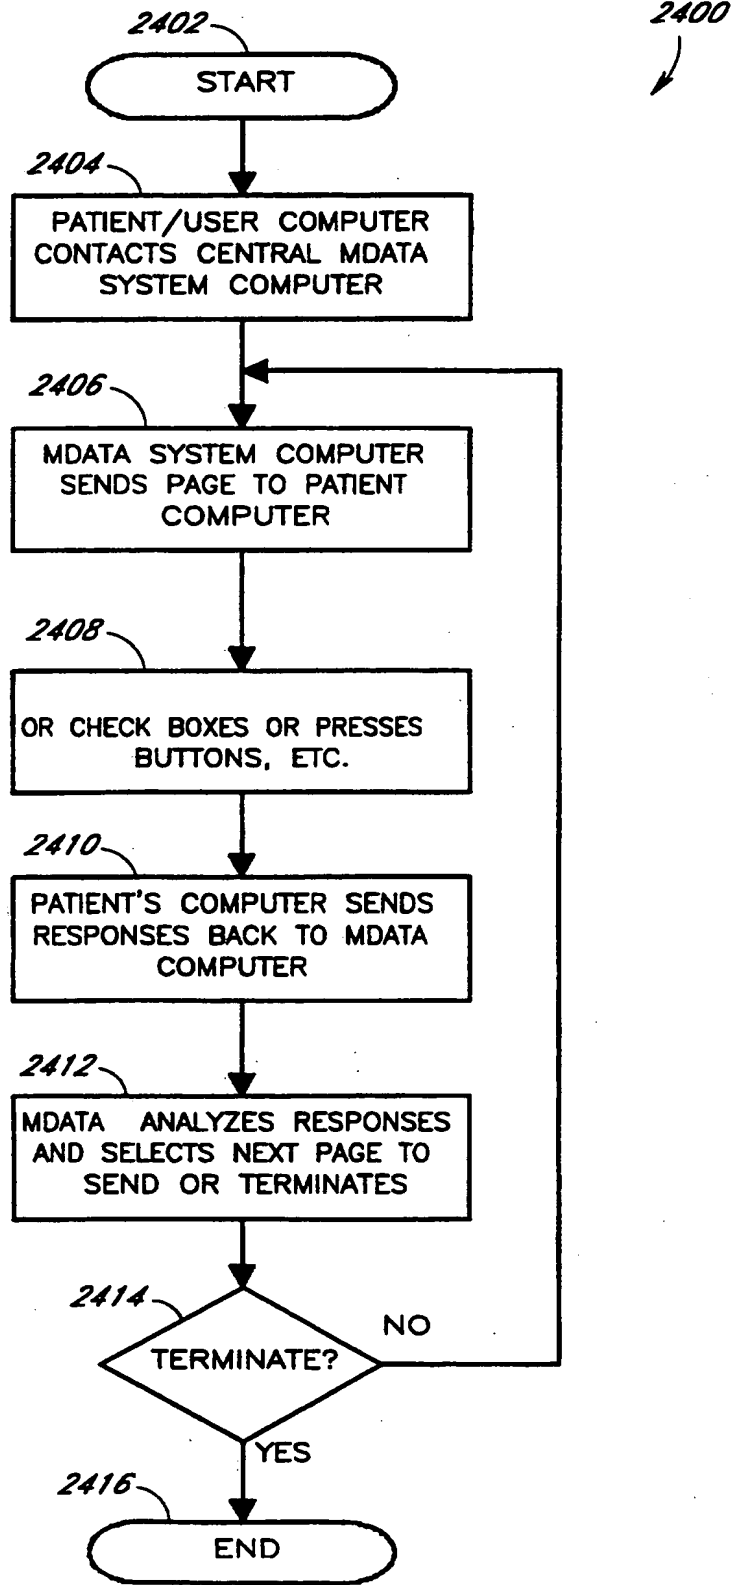 2400
2402
START
2404
PATIENT/USER COMPUTER
CONTACTS CENTRAL MDATA
SYSTEM COMPUTER
2406
MDATA SYSTEM COMPUTER
SENDS PAGE TO PATIENT
COMPUTER
2408
OR CHECK BOXES OR PRESSES
BUTTONS, ETC.
2410
PATIENT'S COMPUTER SENDS
RESPONSES BACK TO MDATA
COMPUTER
2412
MDATA ANALYZES RESPONSES
AND SELECTS NEXT PAGE TO
SEND OR TERMINATES
2414
TERMINATE?
NO
YES
2416
END